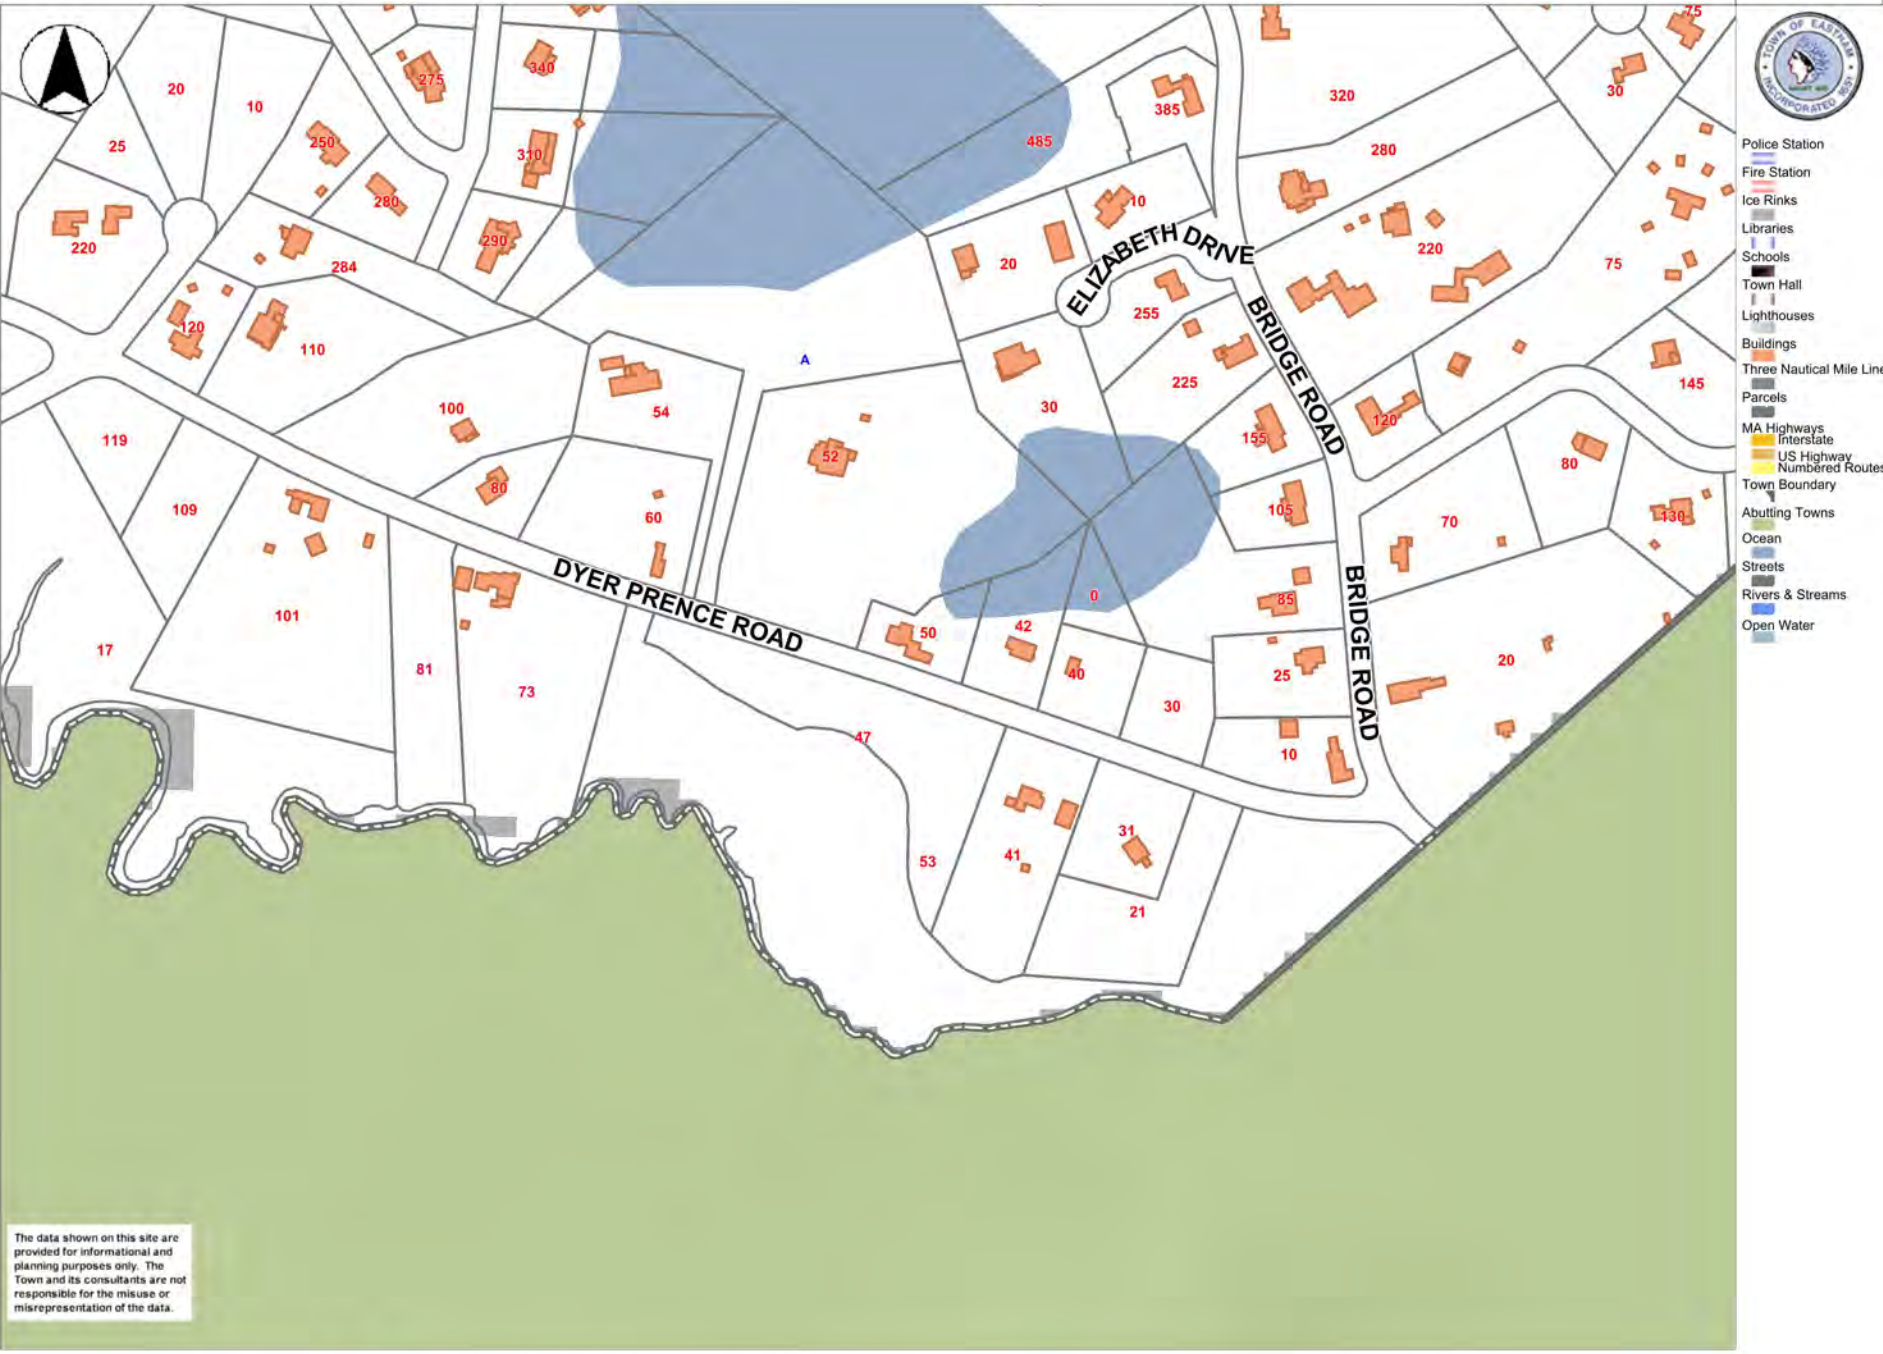 75
340
275
30
20
10
320
385
485
25
250
310
280
280
10
290
220
284
20
220
75
ELIZABETH DRIVE
255
120
110
A
BRIDGE ROAD
225
145
100
54
30
119
120
155
52
80
80
109
60
105
70
130
DYER PRENCE ROAD
BRIDGE ROAD
0
85
101
50
42
17
81
73
40
25
20
30
47
10
31
53
41
21
TOWN OF EASTHAM
INCORPORATED 1651
Police Station
Fire Station
Ice Rinks
Libraries
Schools
Town Hall
Lighthouses
Buildings
Three Nautical Mile Line
Parcels
MA Highways
Interstate
US Highway
Numbered Routes
Town Boundary
Abutting Towns
Ocean
Streets
Rivers & Streams
Open Water
The data shown on this site are
provided for informational and
planning purposes only. The
Town and its consultants are not
responsible for the misuse or
misrepresentation of the data.